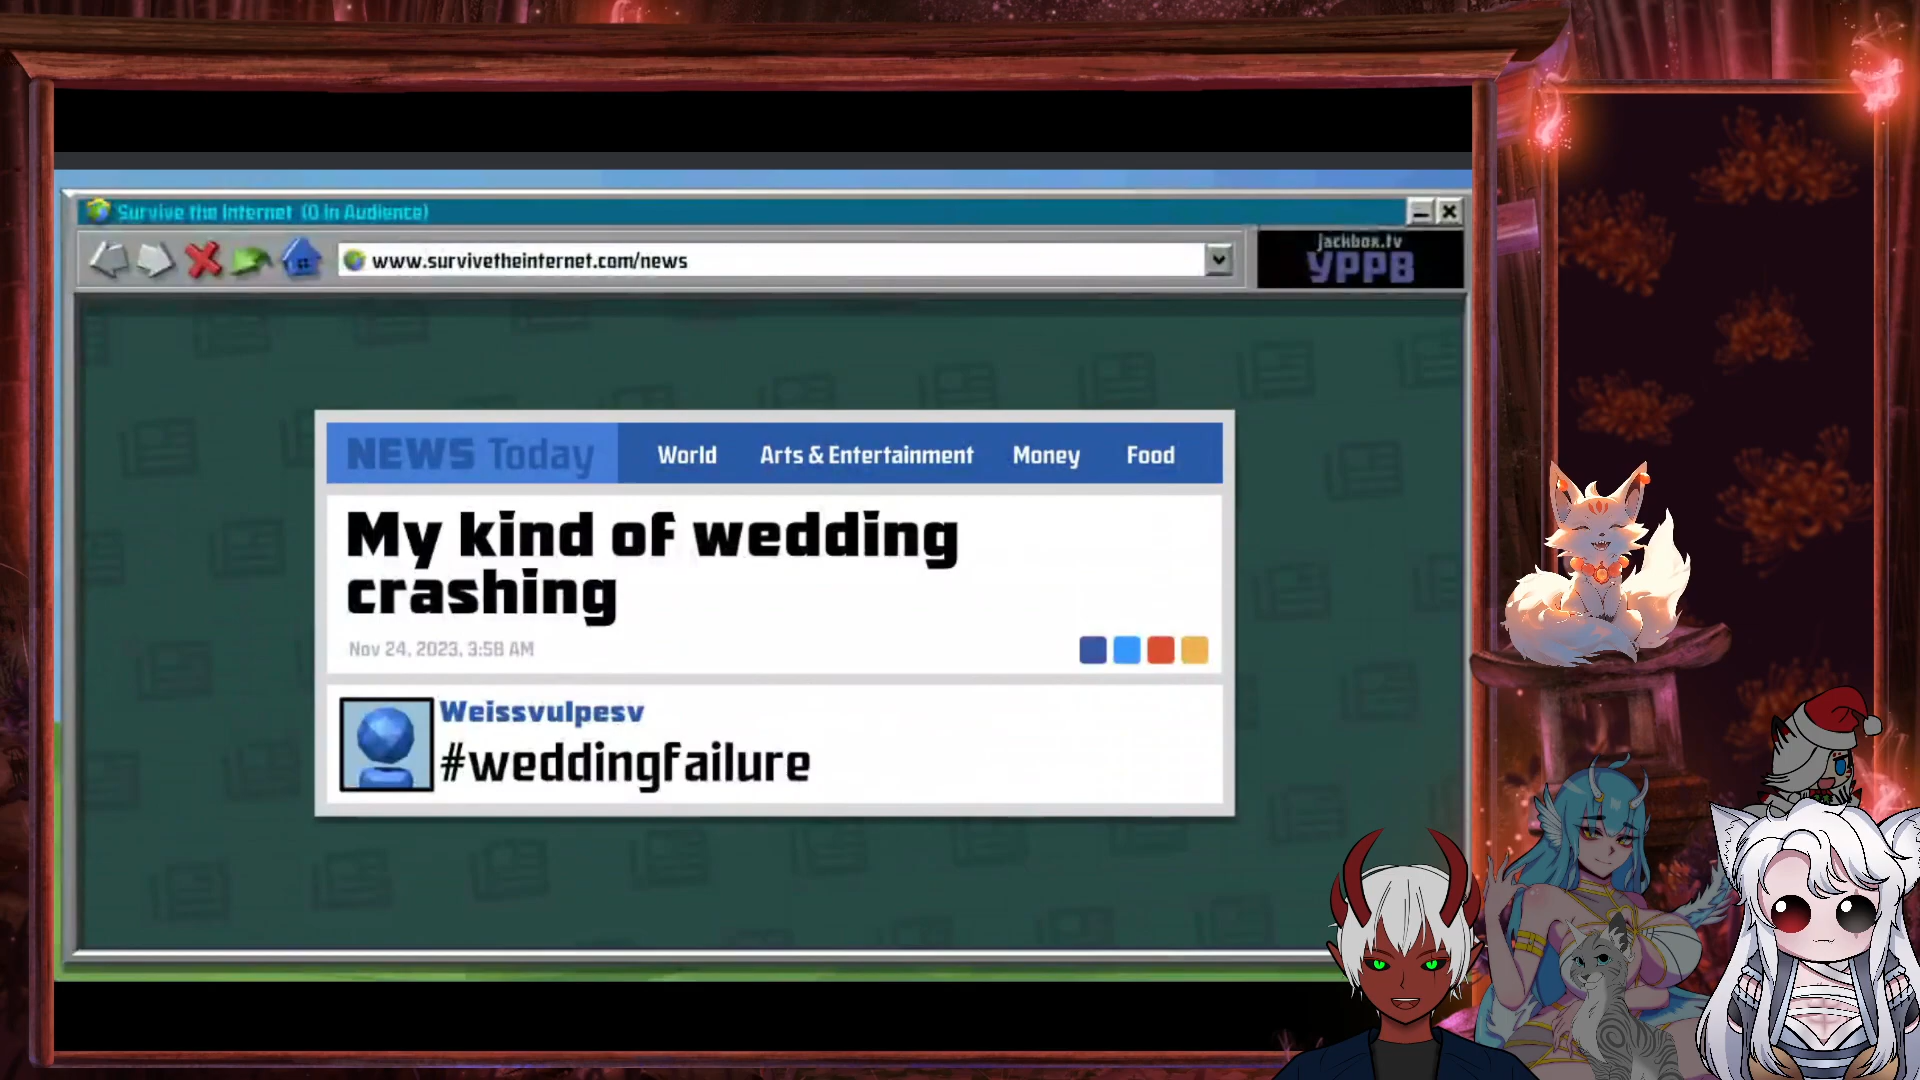 Survive the Internet (0 in Audience)
www.survivetheinternet.com/news
jackbox.tv
YPPB
NEWS Today World Arts & Entertainment Money Food
My kind of wedding
crashing
Nov 24, 2023, 3:58 AM
Weissvulpesv
#weddingfailure